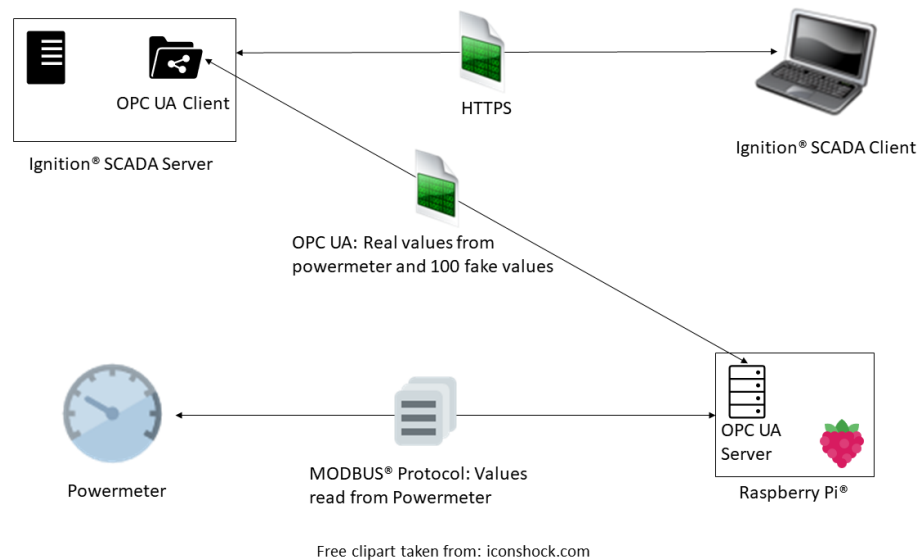 OPC UA Client
HTTPS
Ignition® SCADA Server
Ignition® SCADA Client
OPC UA: Real values from
powermeter and 100 fake values
OPC UA
Server
Powermeter
MODBUS® Protocol: Values
read from Powermeter
Raspberry Pi®
Free clipart taken from: iconshock.com